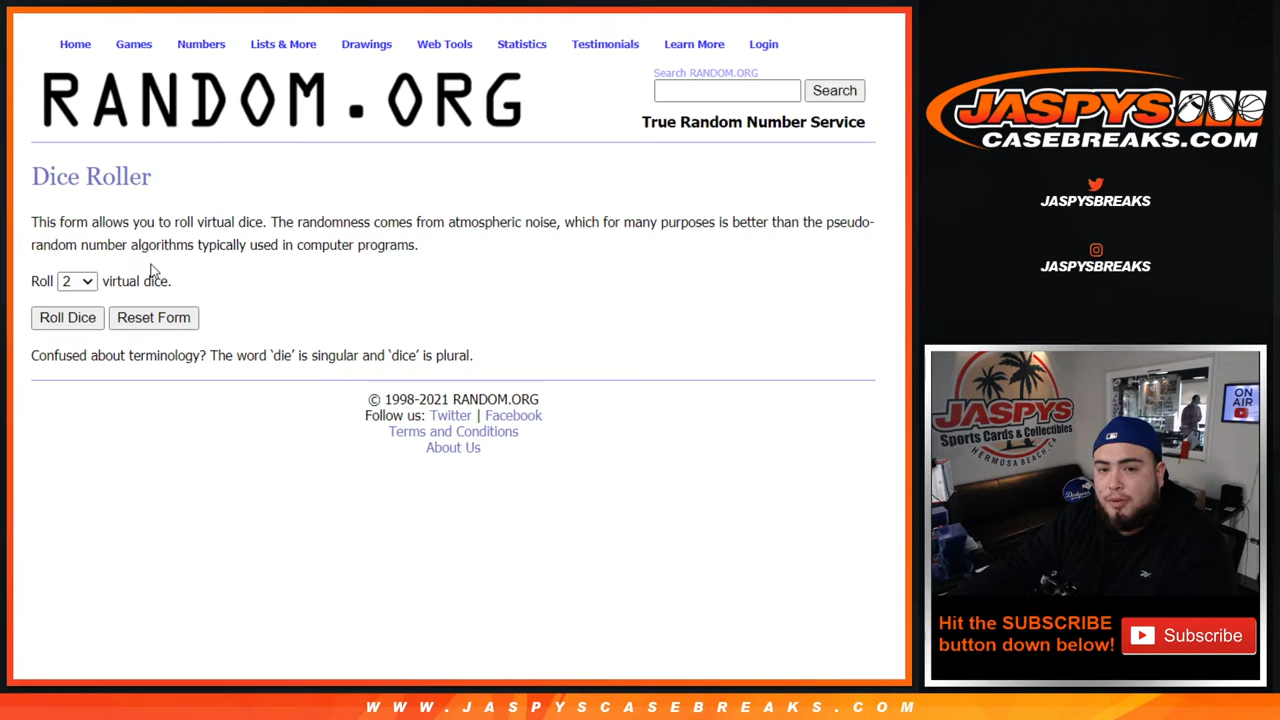 Home Games Numbers Lists & More Drawings Web Tools Statistics Testimonials Learn More Login
RANDOM.ORG
Search RANDOM.ORG
Search
True Random Number Service
Dice Roller
This form allows you to roll virtual dice. The randomness comes from atmospheric noise, which for many purposes is better than the pseudo-
random number algorithms typically used in computer programs.
Roll 2 virtual dice.
Roll Dice Reset Form
Confused about terminology? The word ‘die’ is singular and ‘dice’ is plural.
© 1998-2021 RANDOM.ORG
Follow us: Twitter | Facebook
Terms and Conditions
About Us
JASPYS
CASEBREAKS.COM
JASPYSBREAKS
JASPYSBREAKS
JASPYS
Sports Cards & Collectibles
HERMOSA BEACH, CA
ON
AIR
Dodgers
Hit the SUBSCRIBE
button down below!
Subscribe
WWW.JASPYSCASEBREAKS.COM